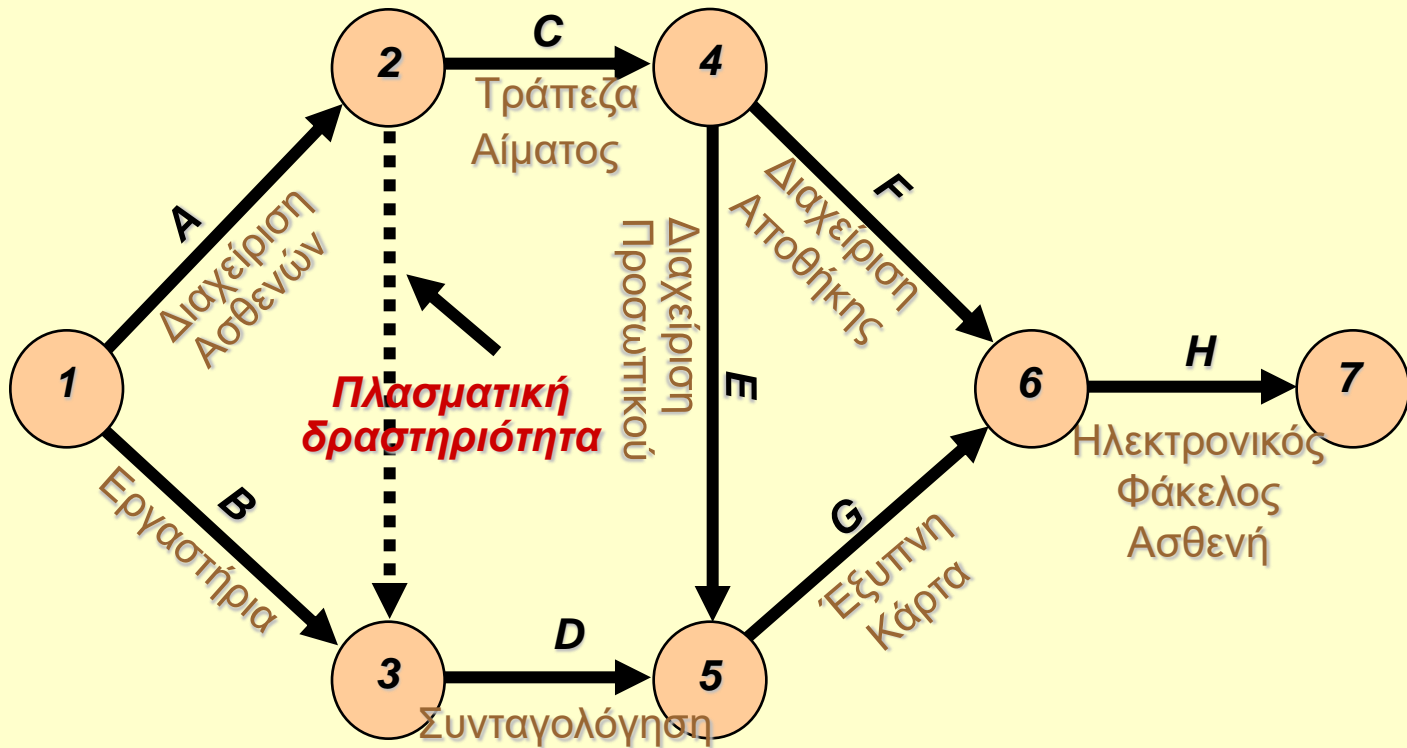 2
C
4
Τράπεζα
Αίματος
A
Διαχείριση
Ασθενών
F
Διαχείριση
Αποθήκης
Διαχείριση
Προσωπικού
E
1
Πλασματική
δραστηριότητα
6
H
7
Ηλεκτρονικός
Φάκελος
Ασθενή
B
Εργαστήρια
G
Έξυπνη
Κάρτα
3
D
5
Συνταγολόγηση